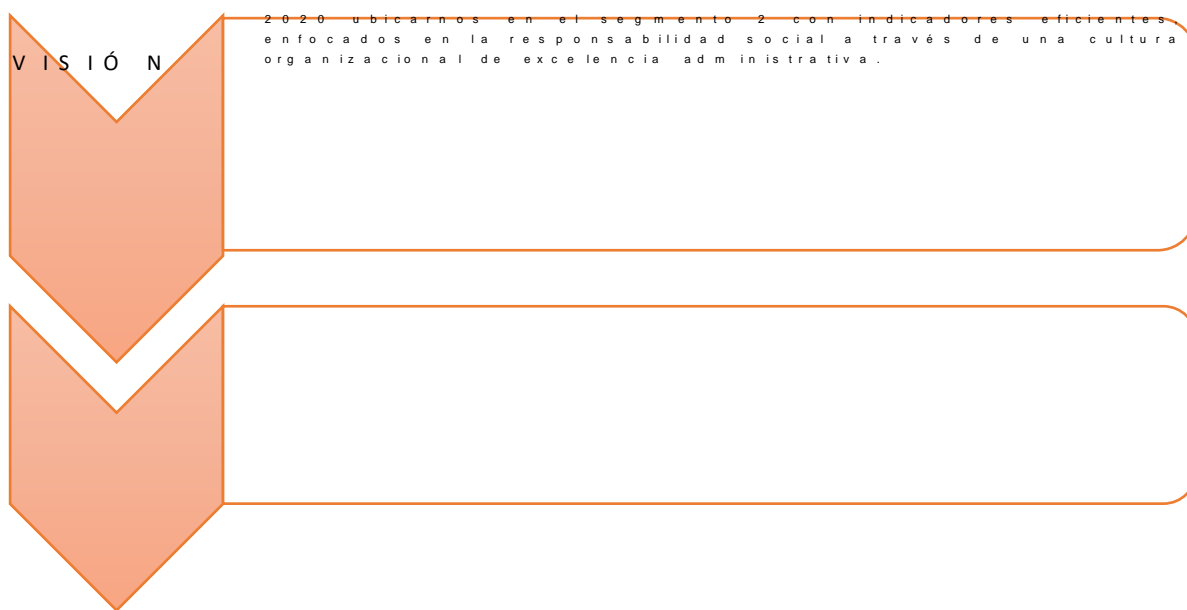 VISIÓN
2020 ubicarnos en el segmento 2 con indicadores eficientes,
enfocados en la responsabilidad social a través de una cultura
organizacional de excelencia administrativa.